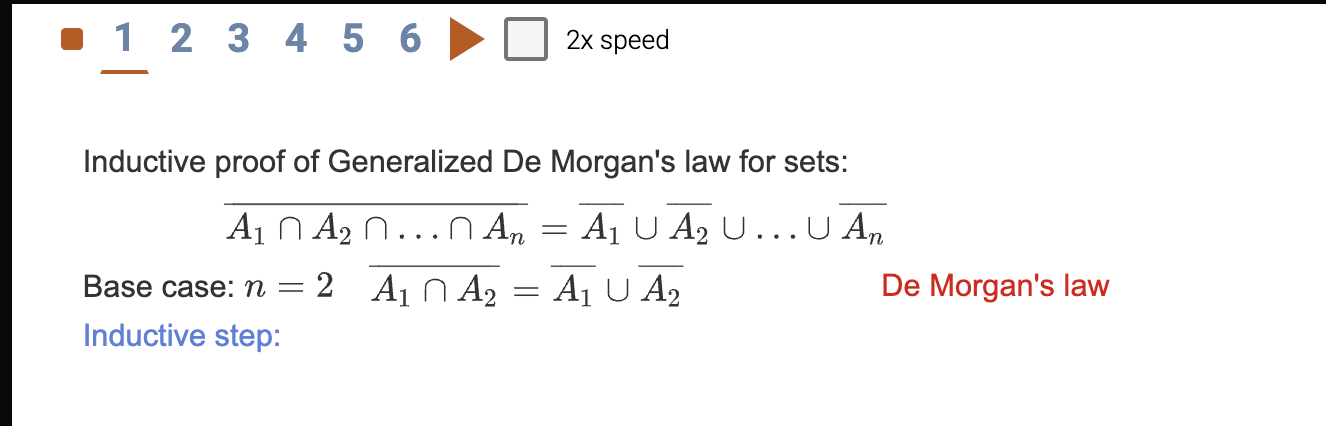 1 2 3 4 5 6 2x speed
Inductive proof of Generalized De Morgan's law for sets:
$\overline{A_1 \cap A_2 \cap \ldots \cap A_n} = \overline{A_1} \cup \overline{A_2} \cup \ldots \cup \overline{A_n}$
Base case: $n = 2$ $\overline{A_1 \cap A_2} = \overline{A_1} \cup \overline{A_2}$ De Morgan's law
Inductive step: